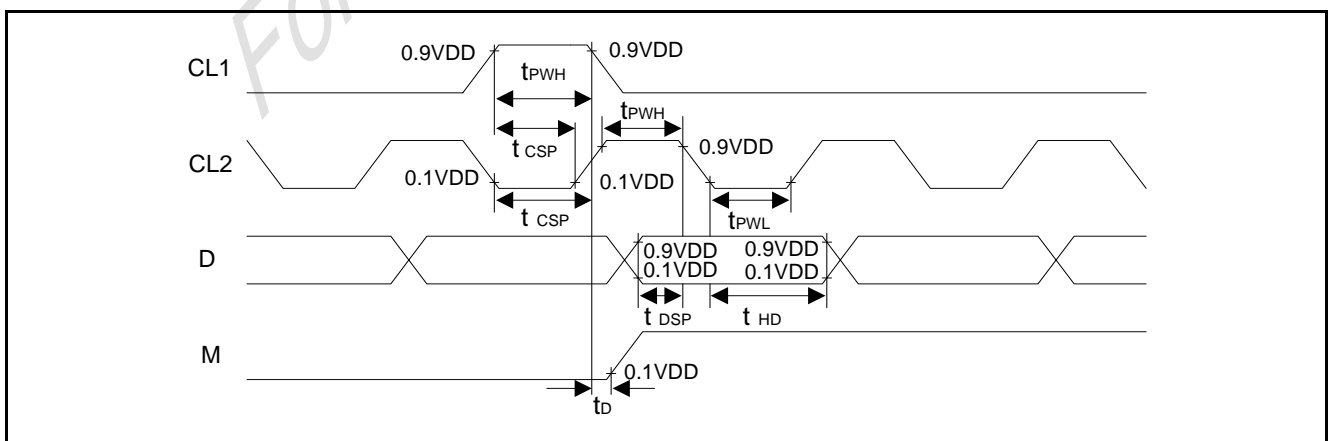 For
0.9VDD 0.9VDD
CL1
tPWH
tPWH
t CSP
0.9VDD
CL2
0.1VDD 0.1VDD
t CSP
tPWL
0.9VDD 0.9VDD
D
0.1VDD 0.1VDD
t DSP t HD
M
0.1VDD
tD